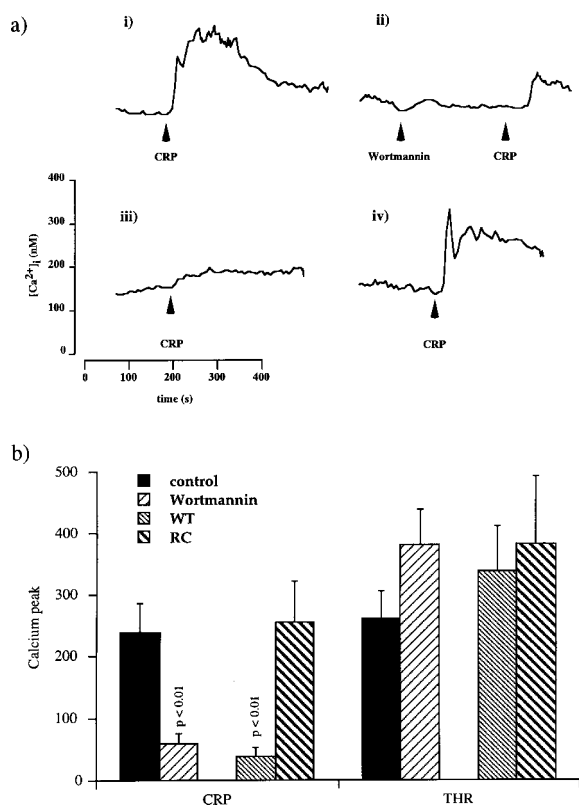 a)
i)
CRP
ii)
Wortmannin
CRP
iii)
CRP
iv)
CRP
400
300
200
100
0
[Ca2+]i (nM)
0
100
200
300
400
time (s)
b)
control
Wortmannin
WT
RC
500
400
300
200
100
0
Calcium peak
p < 0.01
p < 0.01
CRP
THR